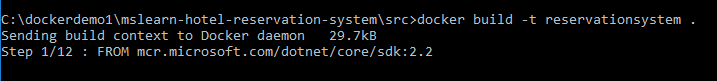 C:\dockerdemo1\mslearn-hotel-reservation-system\src>docker build -t reservationsystem .
Sending build context to Docker daemon   29.7kB
Step 1/12 : FROM mcr.microsoft.com/dotnet/core/sdk:2.2